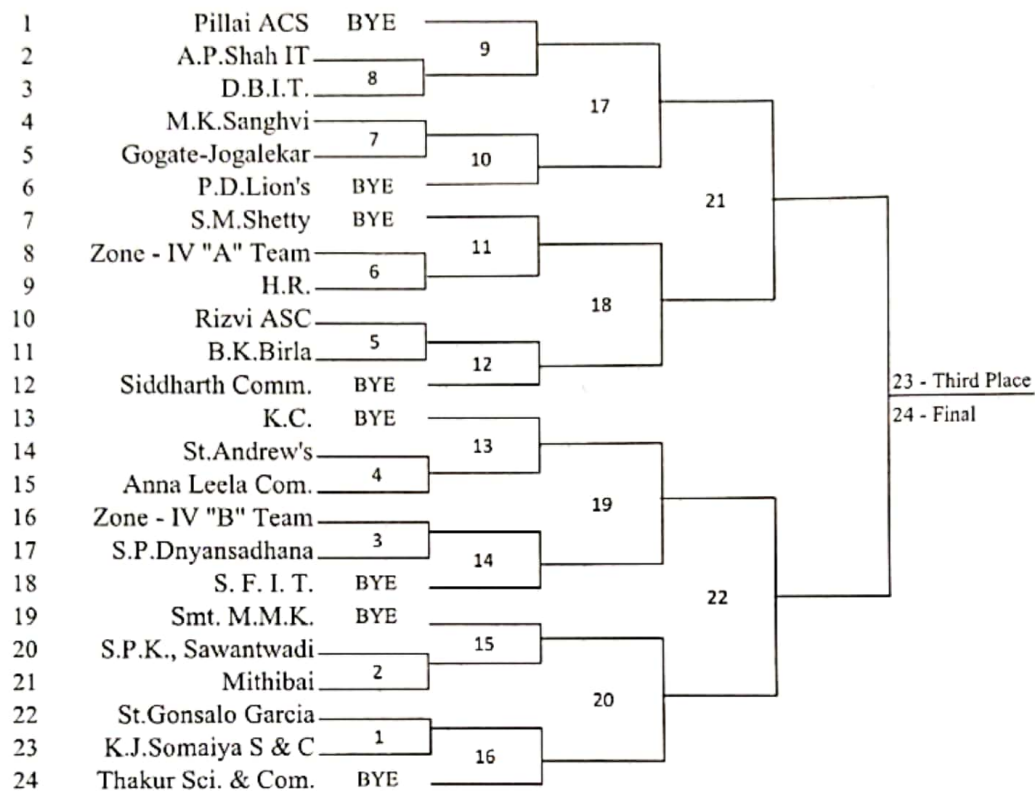 1 Pillai ACS BYE
2 A.P.Shah IT
3 D.B.I.T.
4 M.K.Sanghvi
5 Gogate-Jogalekar
6 P.D.Lion's BYE
7 S.M.Shetty BYE
8 Zone - IV "A" Team
9 H.R.
10 Rizvi ASC
11 B.K.Birla
12 Siddharth Comm. BYE
13 K.C. BYE
14 St.Andrew's
15 Anna Leela Com.
16 Zone - IV "B" Team
17 S.P.Dnyansadhana
18 S. F. I. T. BYE
19 Smt. M.M.K. BYE
20 S.P.K., Sawantwadi
21 Mithibai
22 St.Gonsalo Garcia
23 K.J.Somaiya S & C
24 Thakur Sci. & Com. BYE
8
7
6
5
4
3
2
1
9
10
11
12
13
14
15
16
17
18
19
20
21
22
23 - Third Place
24 - Final